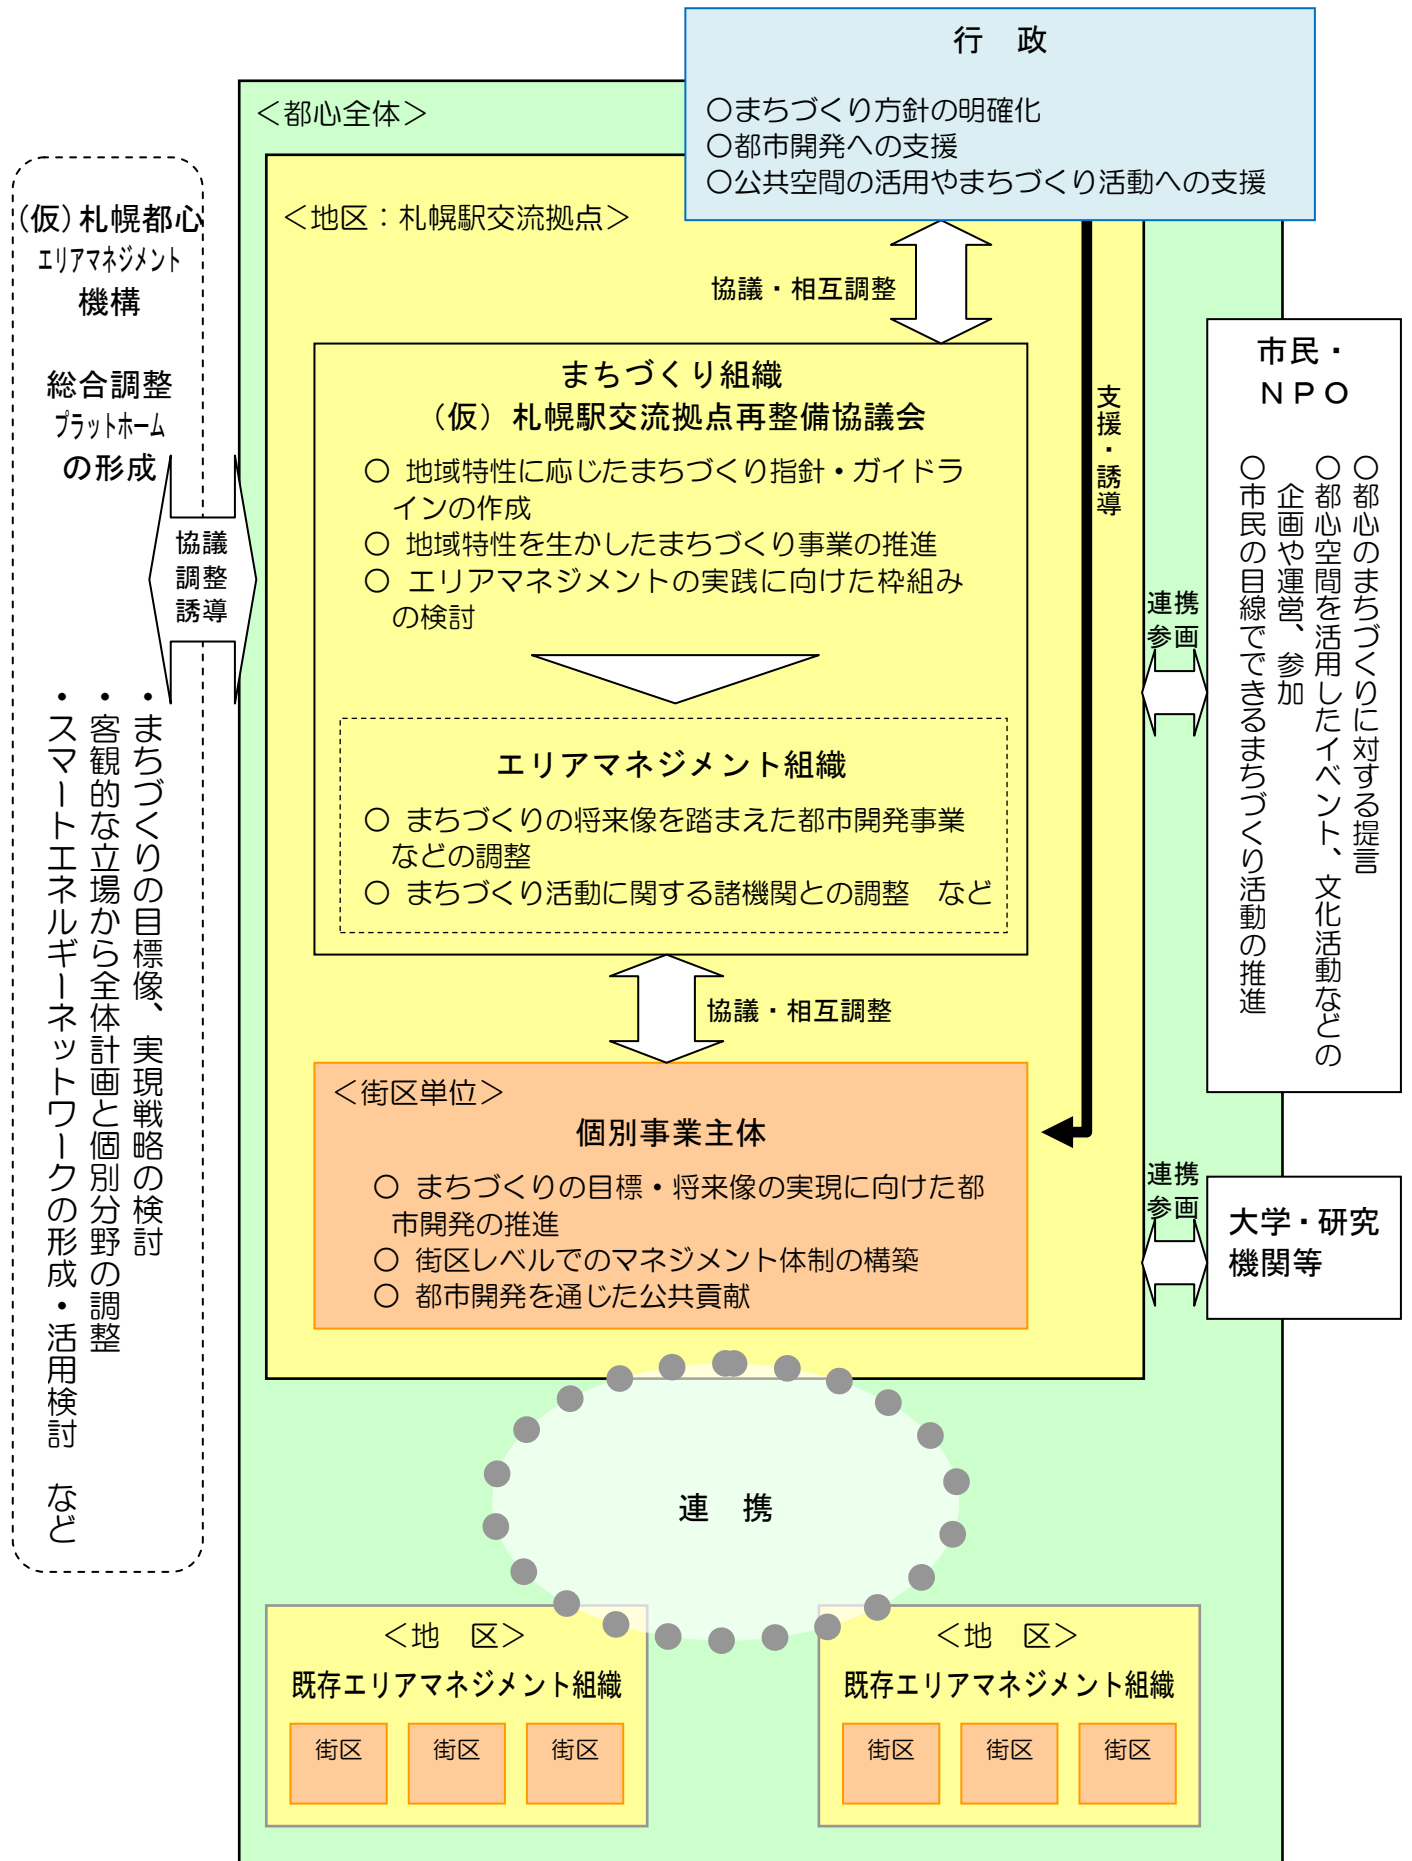 行　政
○まちづくり方針の明確化
○都市開発への支援
○公共空間の活用やまちづくり活動への支援
＜都心全体＞
＜地区：札幌駅交流拠点＞
(仮)札幌都心
エリアマネジメント
機構
総合調整
プラットホーム
の形成
協議
調整
誘導
・まちづくりの目標像、実現戦略の検討
・客観的な立場から全体計画と個別分野の調整
・スマートエネルギーネットワークの形成・活用検討　など
協議・相互調整
支援・誘導
まちづくり組織
（仮）札幌駅交流拠点再整備協議会
○ 地域特性に応じたまちづくり指針・ガイドラ
インの作成
○ 地域特性を生かしたまちづくり事業の推進
○ エリアマネジメントの実践に向けた枠組み
の検討
エリアマネジメント組織
○ まちづくりの将来像を踏まえた都市開発事業
などの調整
○ まちづくり活動に関する諸機関との調整　など
協議・相互調整
＜街区単位＞
個別事業主体
○ まちづくりの目標・将来像の実現に向けた都
市開発の推進
○ 街区レベルでのマネジメント体制の構築
○ 都市開発を通じた公共貢献
連携
参画
市民・
ＮＰＯ
○都心のまちづくりに対する提言
○都心空間を活用したイベント、文化活動などの
企画や運営、参加
○市民の目線でできるまちづくり活動の推進
連携
参画
大学・研究
機関等
連　携
＜地　区＞
既存エリアマネジメント組織
街区
街区
街区
＜地　区＞
既存エリアマネジメント組織
街区
街区
街区